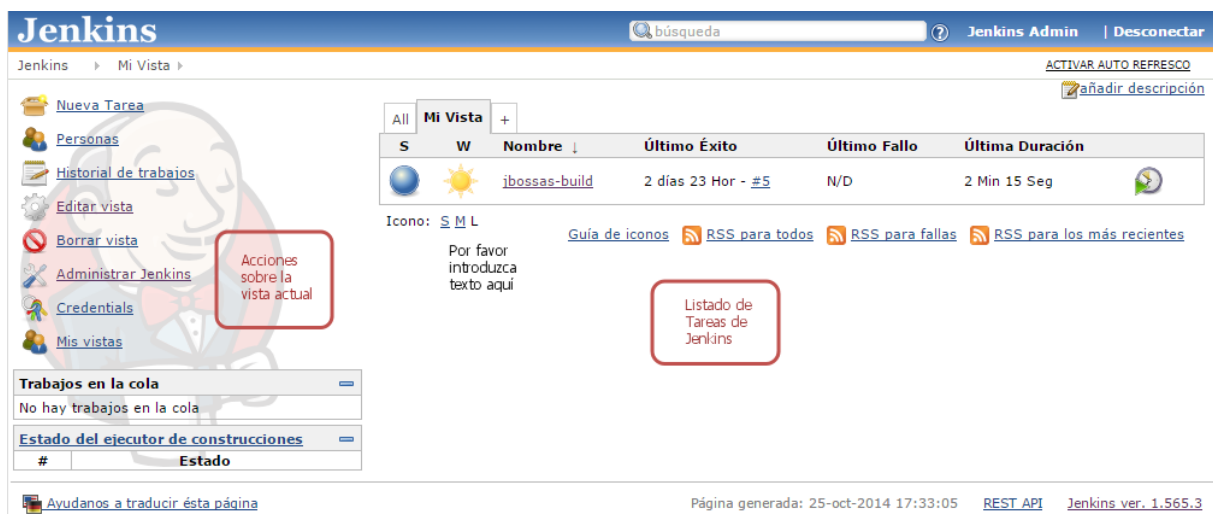 Jenkins
búsqueda
Jenkins Admin | Desconectar
Jenkins Mi Vista
ACTIVAR AUTO REFRESCO
añadir descripción
Nueva Tarea
Personas
Historial de trabajos
Editar vista
Borrar vista
Administrar Jenkins
Credentials
Mis vistas
Acciones
sobre la
vista actual
Trabajos en la cola
No hay trabajos en la cola
Estado del ejecutor de construcciones
# Estado
All Mi Vista +
S W Nombre ↓ Último Éxito Último Fallo Última Duración
jbossas-build 2 días 23 Hor - #5 N/D 2 Min 15 Seg
Icono: S M L
Guía de iconos RSS para todos RSS para fallas RSS para los más recientes
Por favor
introduzca
texto aquí
Listado de
Tareas de
Jenkins
Ayudanos a traducir ésta página
Página generada: 25-oct-2014 17:33:05 REST API Jenkins ver. 1.565.3